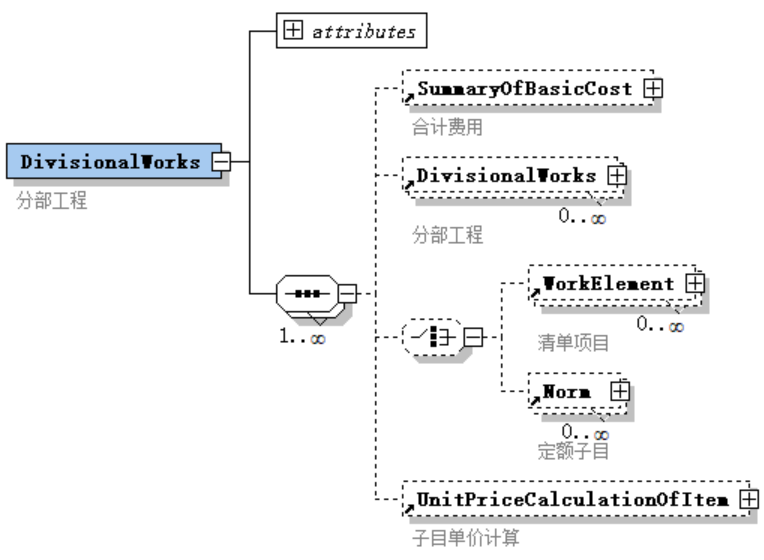 attributes
SummaryOfBasicCost
合计费用
DivisionalWorks
分部工程
DivisionalWorks
0..∞
分部工程
1..∞
WorkElement
0..∞
清单项目
Norm
0..∞
定额子目
UnitPriceCalculationOfItem
子目单价计算